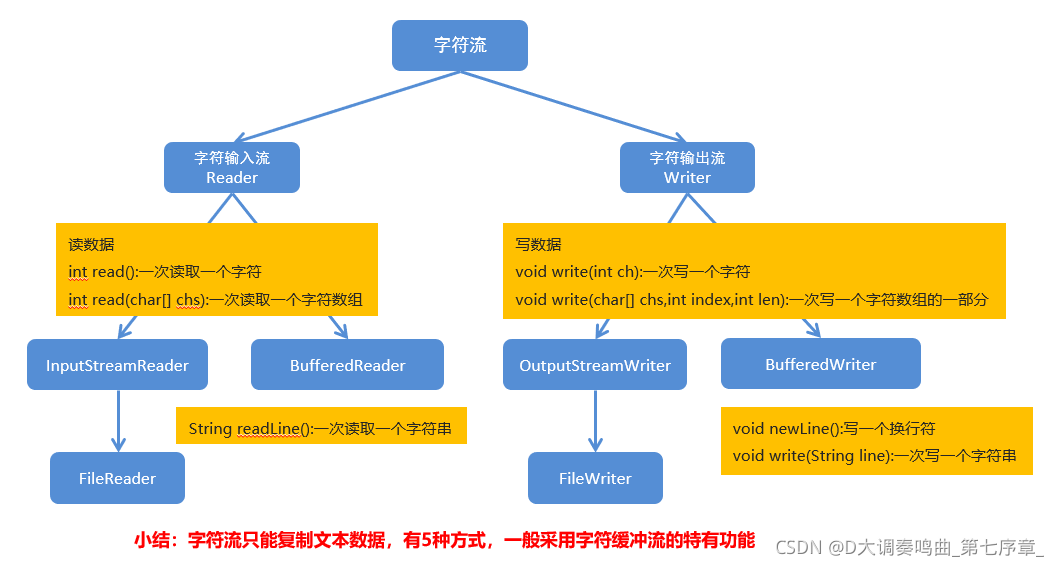 字符流
字符输入流
Reader
字符输出流
Writer
读数据
int read():一次读取一个字符
int read(char[] chs):一次读取一个字符数组
写数据
void write(int ch):一次写一个字符
void write(char[] chs,int index,int len):一次写一个字符数组的一部分
InputStreamReader
BufferedReader
OutputStreamWriter
BufferedWriter
String readLine():一次读取一个字符串
void newLine():写一个换行符
void write(String line):一次写一个字符串
FileReader
FileWriter
小结：字符流只能复制文本数据，有5种方式，一般采用字符缓冲流的特有功能
CSDN @D大调奏鸣曲_第七序章_